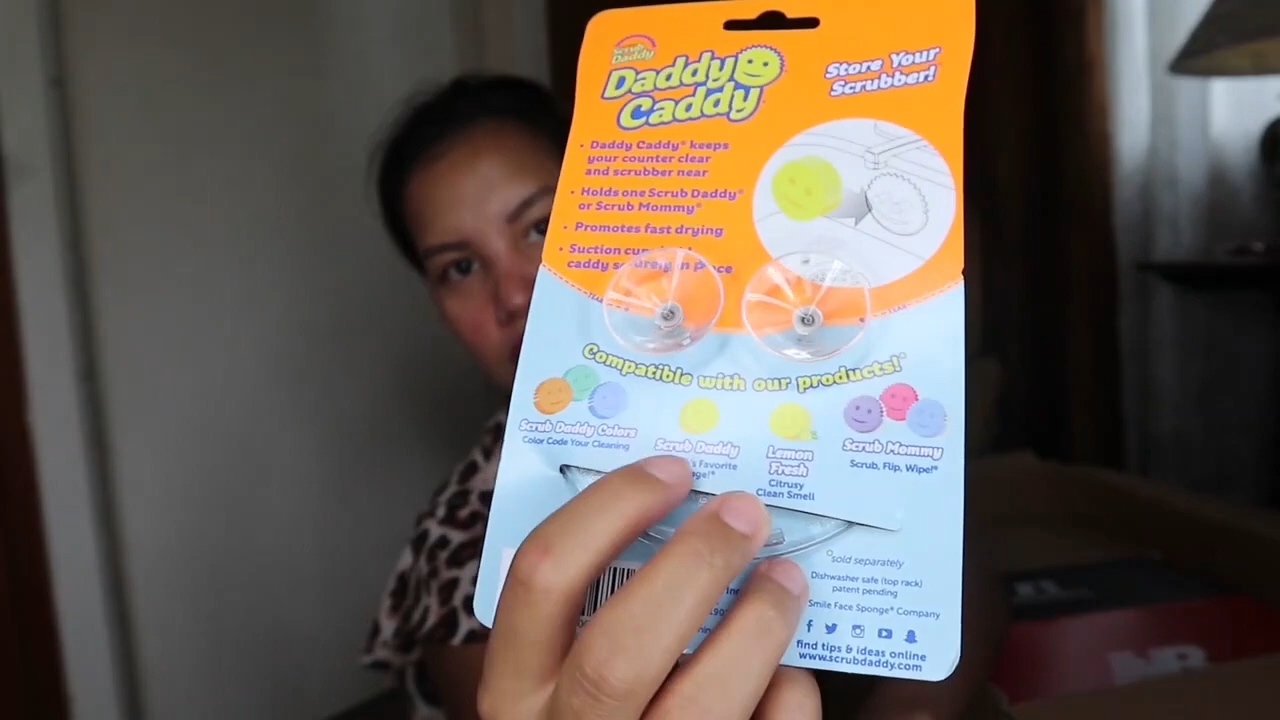 Scrub
Daddy
Daddy
Caddy
Store Your
Scrubber!
• Daddy Caddy® keeps
your counter clear
and scrubber near
• Holds one Scrub Daddy®
or Scrub Mommy®
• Promotes fast drying
• Suction
caddy in place
Compatible with our products!°
Scrub Daddy Colors
Color Code Your Cleaning
Scrub Daddy
Favorite
Lemon
Fresh
Citrusy
Clean Smell
Scrub Mommy
Scrub, Flip, Wipe!®
°sold separately
Dishwasher safe (top rack)
patent pending
Smile Face Sponge® Company
find tips & ideas online
www.scrubdaddy.com